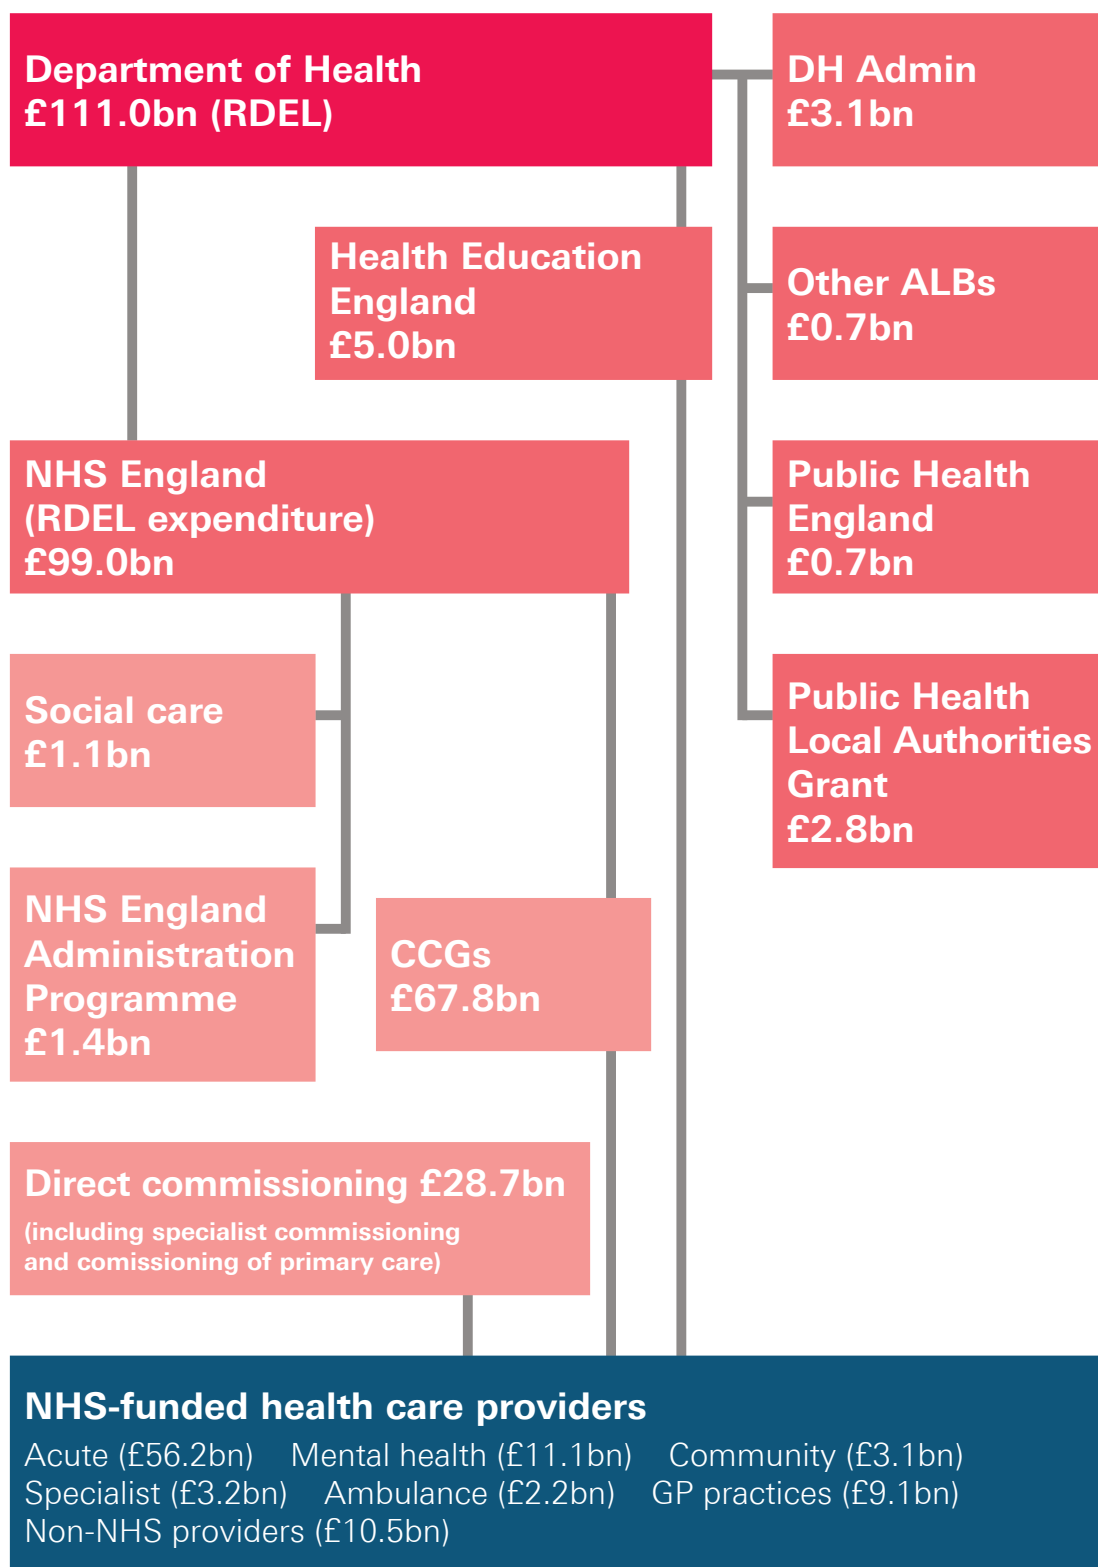 Department of Health
£111.0bn (RDEL)
DH Admin
£3.1bn
Health Education
England
£5.0bn
Other ALBs
£0.7bn
NHS England
(RDEL expenditure)
£99.0bn
Public Health
England
£0.7bn
Social care
£1.1bn
Public Health
Local Authorities
Grant
£2.8bn
NHS England
Administration
Programme
£1.4bn
CCGs
£67.8bn
Direct commissioning £28.7bn
(including specialist commissioning
and comissioning of primary care)
NHS-funded health care providers
Acute (£56.2bn) Mental health (£11.1bn) Community (£3.1bn)
Specialist (£3.2bn) Ambulance (£2.2bn) GP practices (£9.1bn)
Non-NHS providers (£10.5bn)